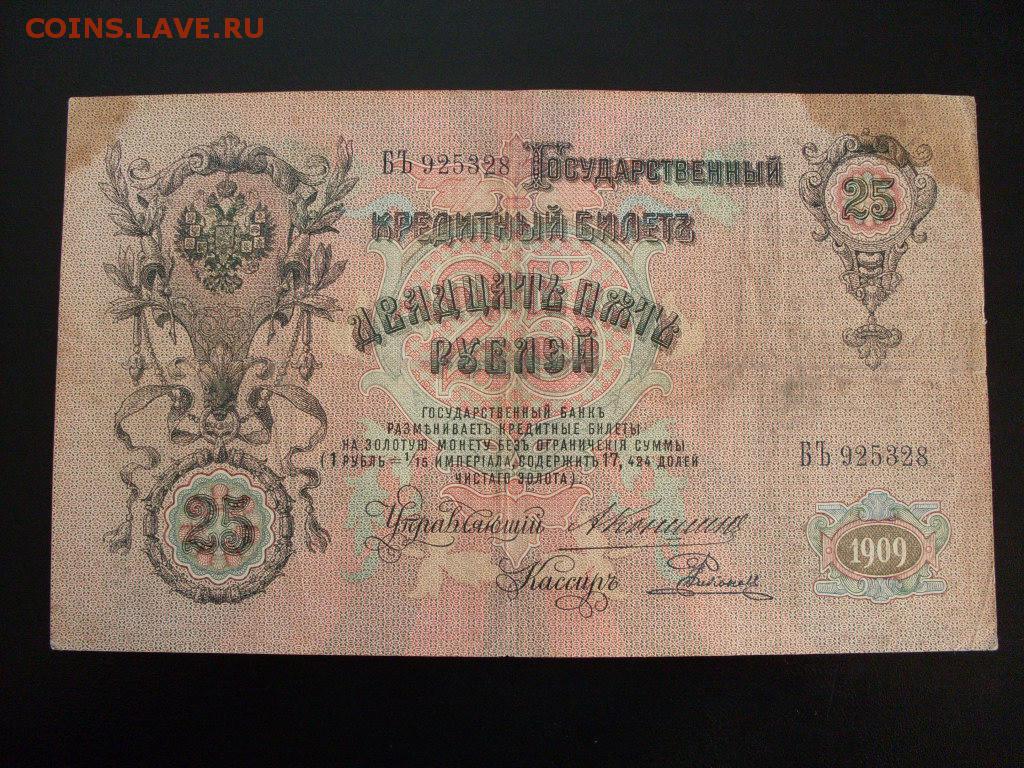 COINS.LAVE.RU
БЪ 925328 ГОСУДАРСТВЕННЫЙ
КРЕДИТНЫЙ БИЛЕТЪ
ДВАДЦАТЬ ПЯТЬ
РУБЛЕЙ
25
25
ГОСУДАРСТВЕННЫЙ БАНКЪ
РАЗМѢНИВАЕТЪ КРЕДИТНЫЕ БИЛЕТЫ
НА ЗОЛОТУЮ МОНЕТУ БЕЗЪ ОГРАНИЧЕНІЯ СУММЫ
(1 РУБЛЬ = 1/15 ИМПЕРІАЛА, СОДЕРЖИТЪ 17, 424 ДОЛЕЙ
ЧИСТАГО ЗОЛОТА).
БЪ 925328
25
Управляющій
Кассиръ
1909